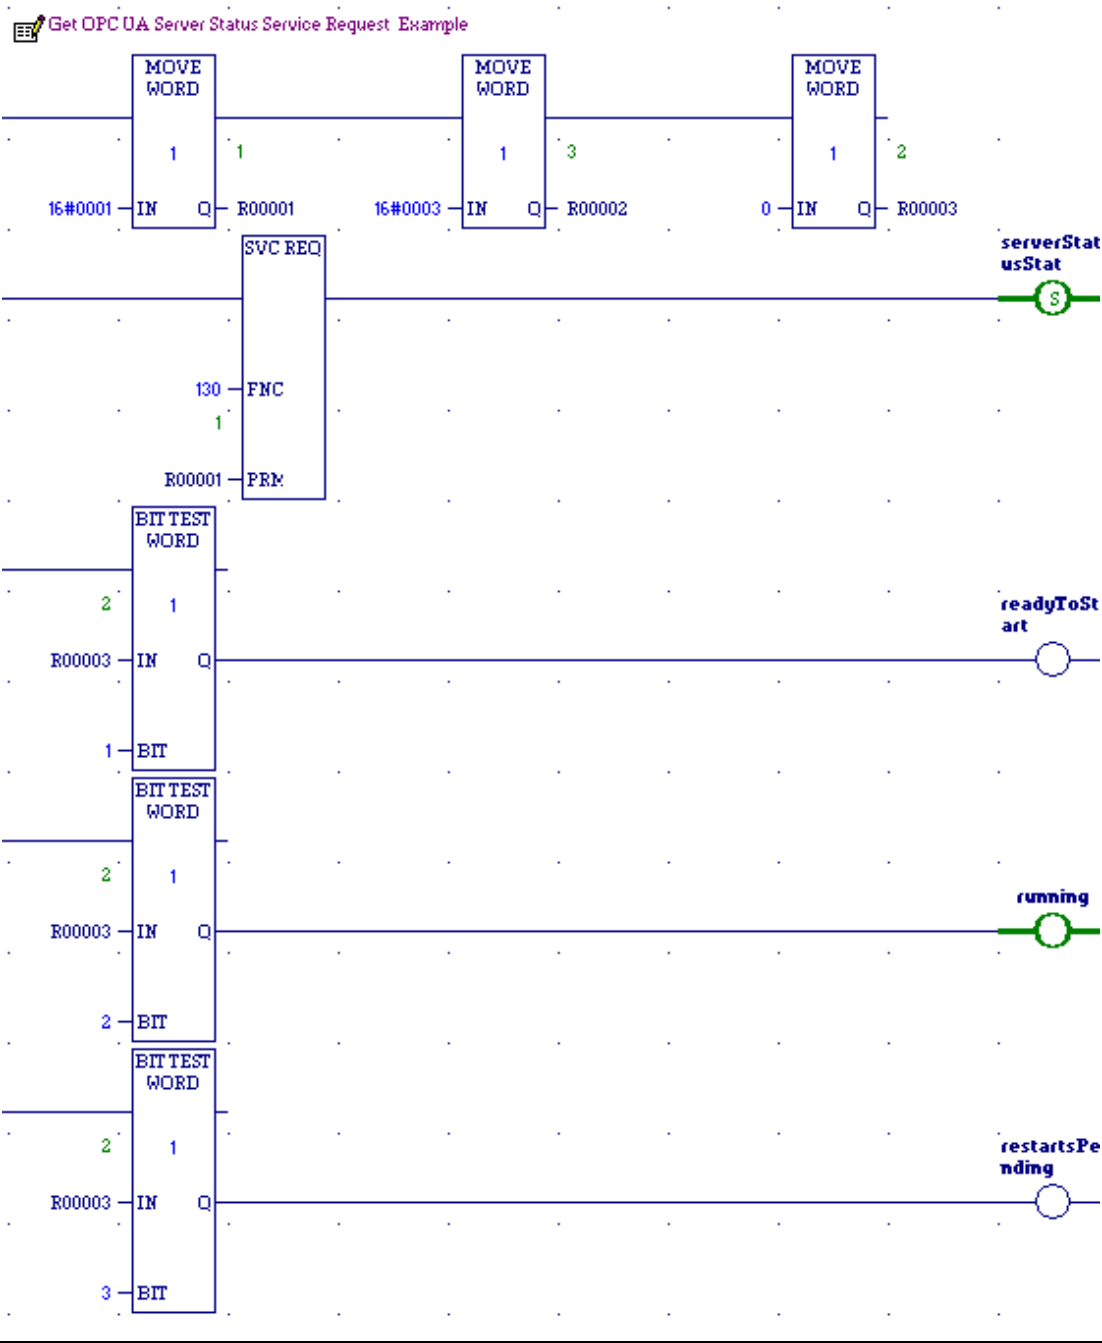 Get OPC UA Server Status Service Request Example
MOVE WORD
MOVE WORD
MOVE WORD
1 1
1 3
1 2
16#0001 IN Q R00001
16#0003 IN Q R00002
0 IN Q R00003
SVC REQ
serverStat
usStat
S
130 FNC
1
R00001 PRM
BIT TEST
WORD
2 1
readyToSt
art
R00003 IN Q
1 BIT
BIT TEST
WORD
2 1
running
R00003 IN Q
2 BIT
BIT TEST
WORD
2 1
restartsPe
nding
R00003 IN Q
3 BIT